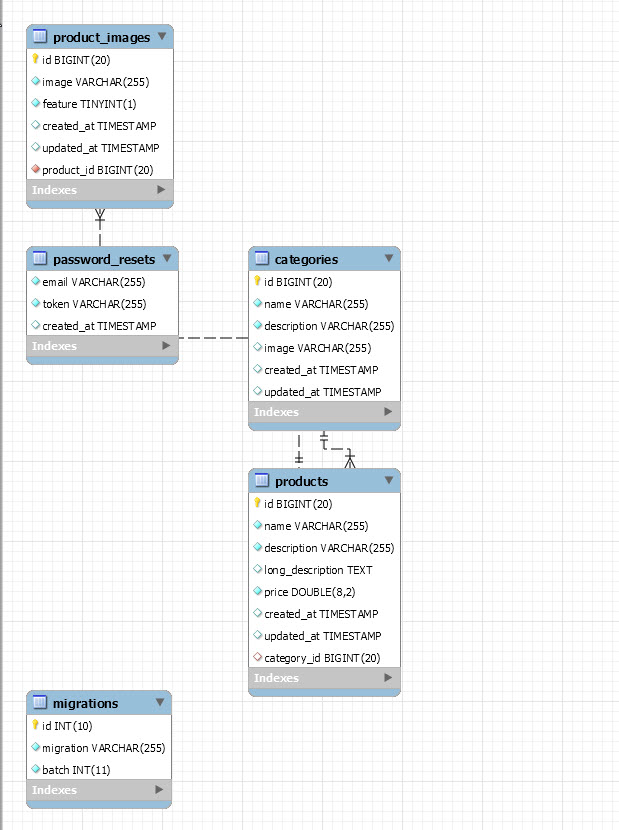 product_images
id BIGINT(20)
image VARCHAR(255)
feature TINYINT(1)
created_at TIMESTAMP
updated_at TIMESTAMP
product_id BIGINT(20)
Indexes
password_resets
email VARCHAR(255)
token VARCHAR(255)
created_at TIMESTAMP
Indexes
categories
id BIGINT(20)
name VARCHAR(255)
description VARCHAR(255)
image VARCHAR(255)
created_at TIMESTAMP
updated_at TIMESTAMP
Indexes
products
id BIGINT(20)
name VARCHAR(255)
description VARCHAR(255)
long_description TEXT
price DOUBLE(8,2)
created_at TIMESTAMP
updated_at TIMESTAMP
category_id BIGINT(20)
Indexes
migrations
id INT(10)
migration VARCHAR(255)
batch INT(11)
Indexes